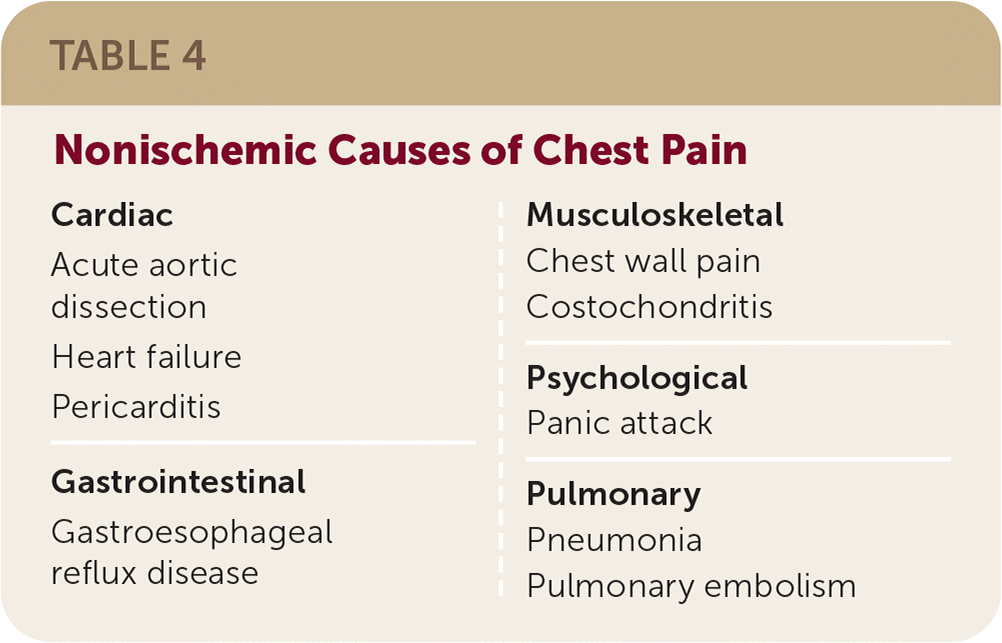 TABLE 4
Nonischemic Causes of Chest Pain
Cardiac
Acute aortic
dissection
Heart failure
Pericarditis
Gastrointestinal
Gastroesophageal
reflux disease
Musculoskeletal
Chest wall pain
Costochondritis
Psychological
Panic attack
Pulmonary
Pneumonia
Pulmonary embolism